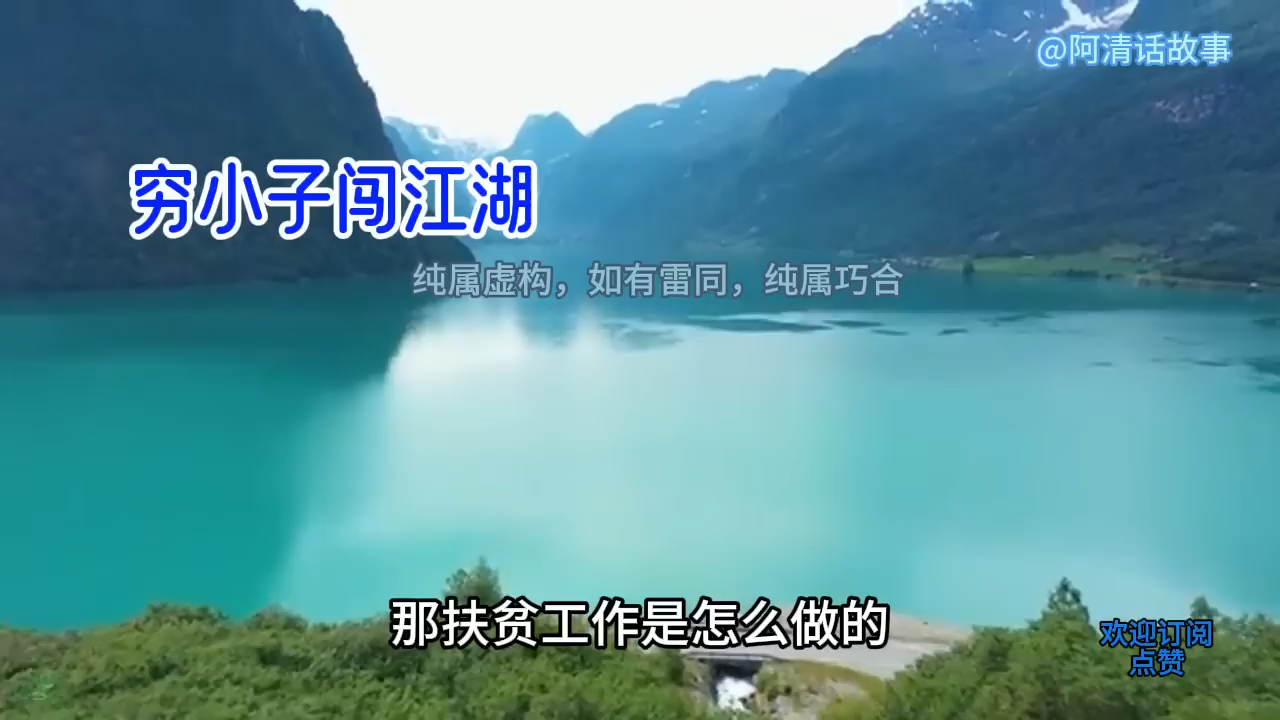 @阿清话故事
穷小子闯江湖
纯属虚构，如有雷同，纯属巧合
那扶贫工作是怎么做的
欢迎订阅
点赞